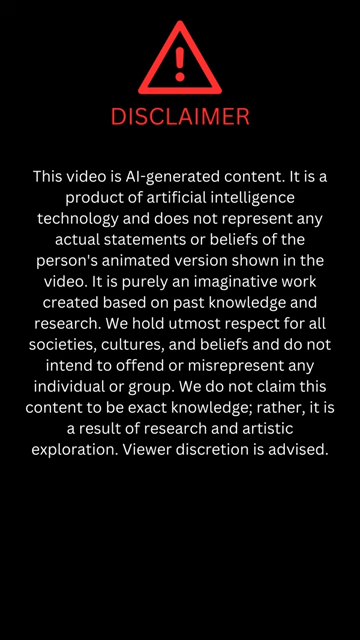 DISCLAIMER
This video is AI-generated content. It is a
product of artificial intelligence
technology and does not represent any
actual statements or beliefs of the
person's animated version shown in the
video. It is purely an imaginative work
created based on past knowledge and
research. We hold utmost respect for all
societies, cultures, and beliefs and do not
intend to offend or misrepresent any
individual or group. We do not claim this
content to be exact knowledge; rather, it is
a result of research and artistic
exploration. Viewer discretion is advised.